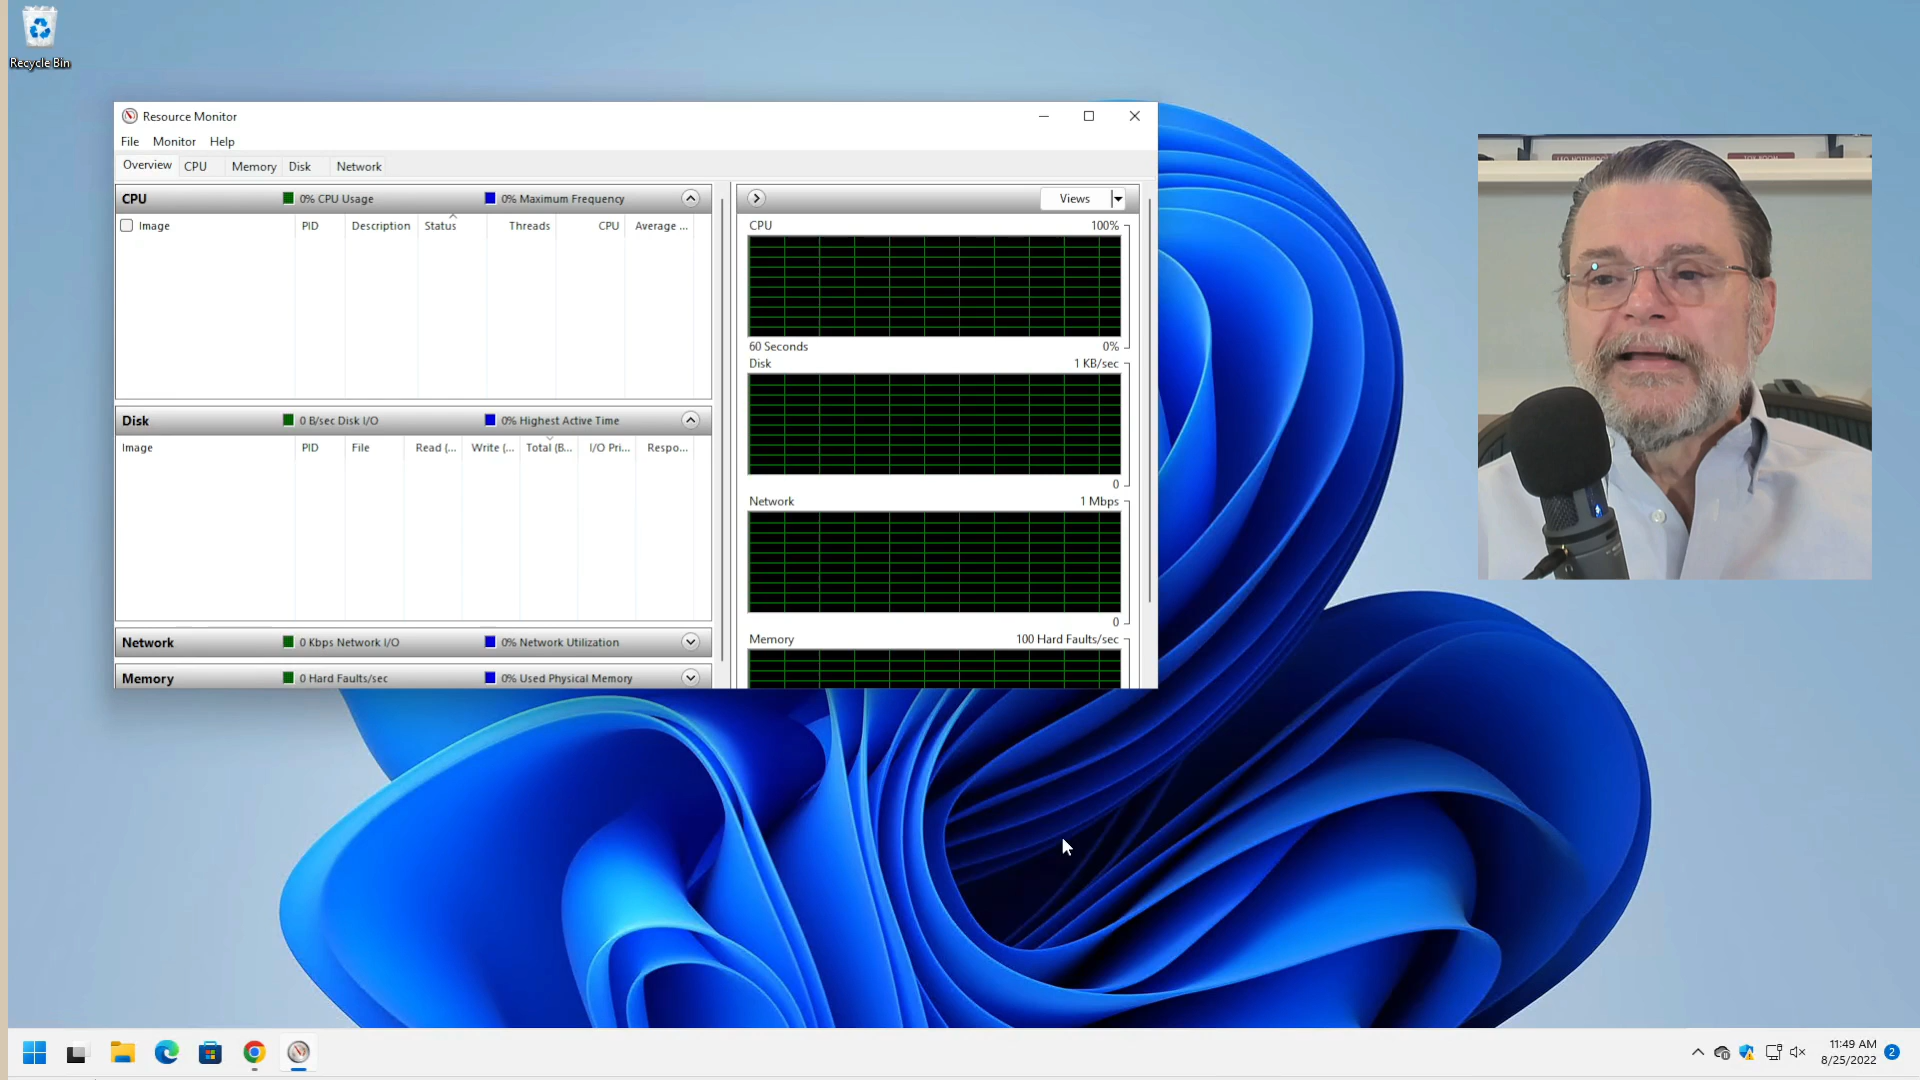 Recycle Bin
Resource Monitor
File Monitor Help
Overview CPU Memory Disk Network
CPU 0% CPU Usage 0% Maximum Frequency
Image PID Description Status Threads CPU Average ...
Disk 0 B/sec Disk I/O 0% Highest Active Time
Image PID File Read (... Write (... Total (B... I/O Pri... Respo...
Network 0 Kbps Network I/O 0% Network Utilization
Memory 0 Hard Faults/sec 0% Used Physical Memory
Views
CPU 100%
60 Seconds 0%
Disk 1 KB/sec
0
Network 1 Mbps
0
Memory 100 Hard Faults/sec
11:49 AM
8/25/2022 2